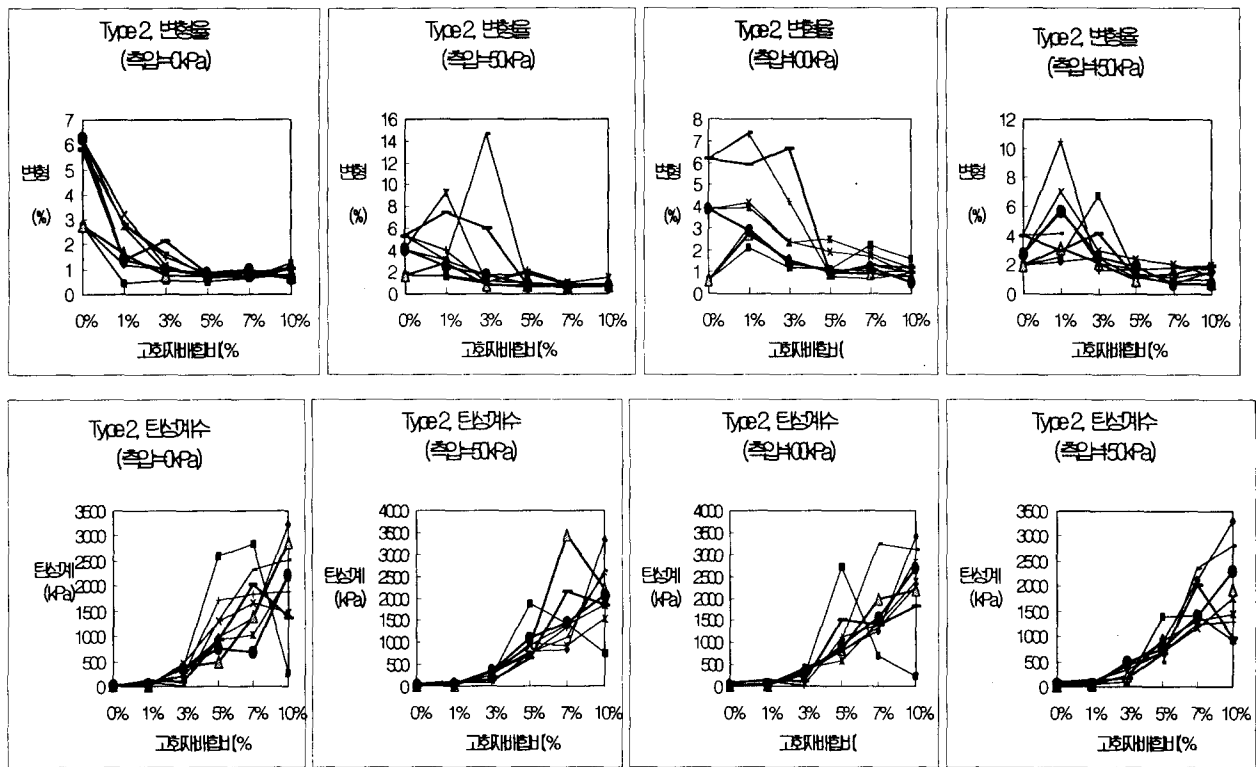 Type 2, 변형율
(측압=0kPa)
7
6
5
4
3
2
1
0
변형
(%)
0% 1% 3% 5% 7% 10%
고화재배합비(%
Type 2, 변형율
(측압=50kPa)
16
14
12
10
8
6
4
2
0
변형
(%)
0% 1% 3% 5% 7% 10%
고화재배합비(%
Type 2, 변형율
(측압=100kPa)
8
7
6
5
4
3
2
1
0
변형
(%)
0% 1% 3% 5% 7% 10%
고화재배합비(
Type 2, 변형율
(측압=150kPa)
12
10
8
6
4
2
0
변형
(%)
0% 1% 3% 5% 7% 10%
고화재배합비(%
Type 2, 탄성계수
(측압=0kPa)
3500
3000
2500
2000
1500
1000
500
0
탄성계
(kPa)
0% 1% 3% 5% 7% 10%
고화재배합비(%
Type 2, 탄성계수
(측압=50kPa)
4000
3500
3000
2500
2000
1500
1000
500
0
탄성계
(kPa)
0% 1% 3% 5% 7% 10%
고화재배합비(%
Type 2, 탄성계수
(측압=100kPa)
4000
3500
3000
2500
2000
1500
1000
500
0
탄성계
(kPa)
0% 1% 3% 5% 7% 10%
고화재배합비(
Type 2, 탄성계수
(측압=150kPa)
3500
3000
2500
2000
1500
1000
500
0
탄성계
(kPa)
0% 1% 3% 5% 7% 10%
고화재배합비(%